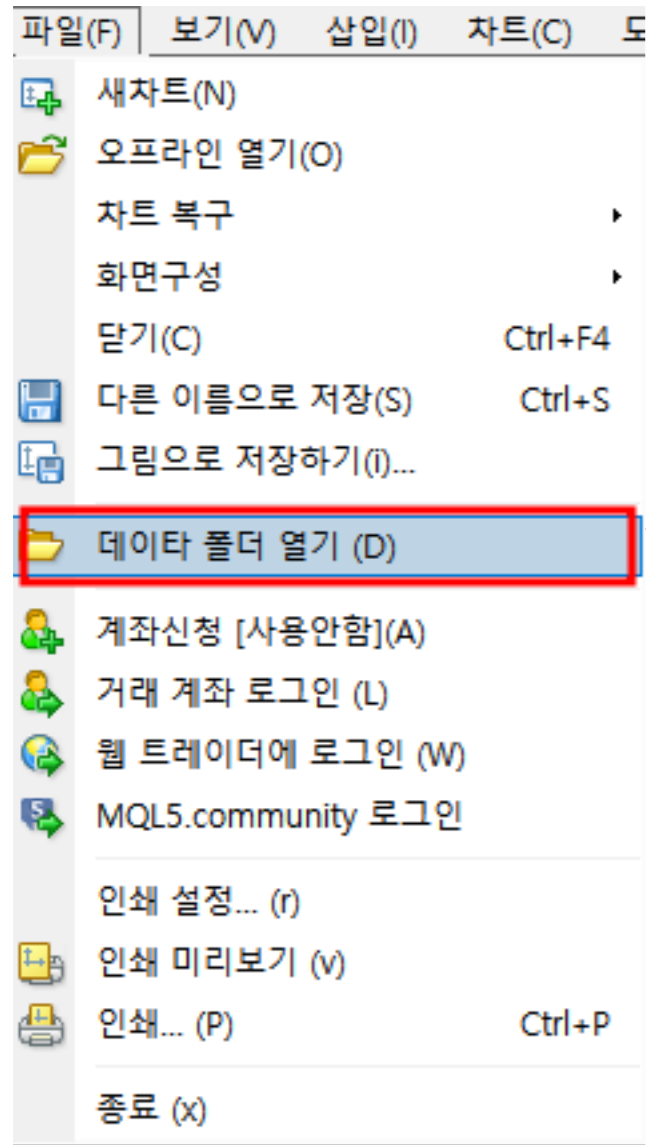 파일(F) 보기(V) 삽입(I) 차트(C)
새차트(N)
오프라인 열기(O)
차트 복구
화면구성
닫기(C) Ctrl+F4
다른 이름으로 저장(S) Ctrl+S
그림으로 저장하기(i)...
데이타 폴더 열기 (D)
계좌신청 [사용안함](A)
거래 계좌 로그인 (L)
웹 트레이더에 로그인 (W)
MQL5.community 로그인
인쇄 설정... (r)
인쇄 미리보기 (v)
인쇄... (P) Ctrl+P
종료 (x)